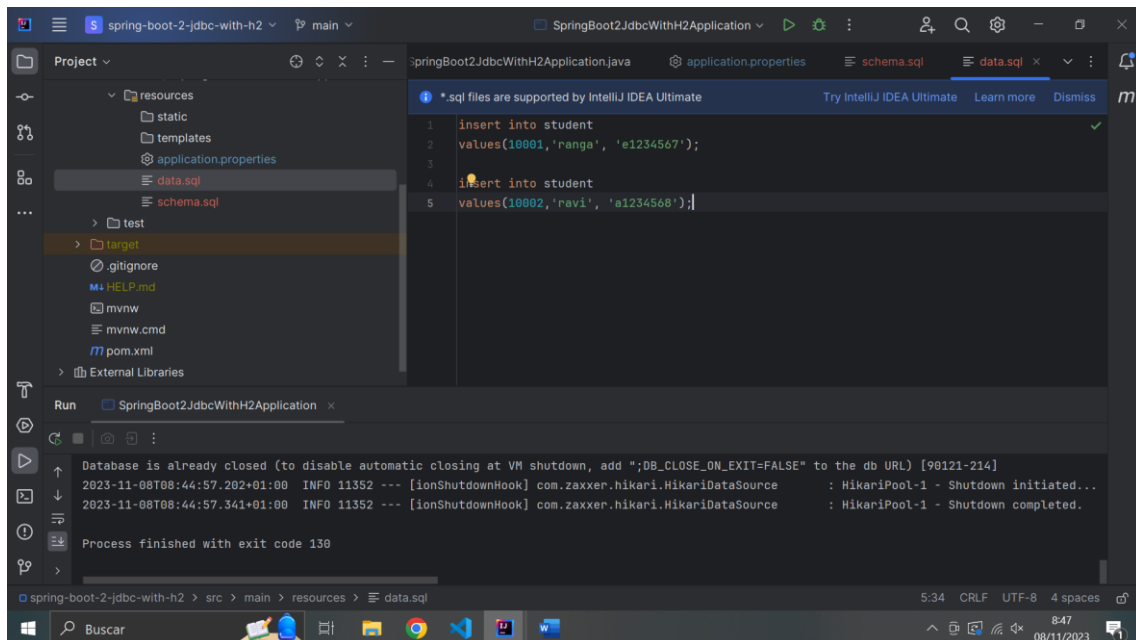 S spring-boot-2-jdbc-with-h2 main SpringBoot2JdbcWithH2Application
Project
SpringBoot2JdbcWithH2Application.java application.properties schema.sql data.sql
resources
static
templates
application.properties
data.sql
schema.sql
test
target
.gitignore
M↓ HELP.md
mvnw
mvnw.cmd
m pom.xml
External Libraries
*.sql files are supported by IntelliJ IDEA Ultimate Try IntelliJ IDEA Ultimate Learn more Dismiss
1 insert into student
2 values(10001,'ranga', 'e1234567');
3
4 insert into student
5 values(10002,'ravi', 'a1234568');
Run SpringBoot2JdbcWithH2Application
Database is already closed (to disable automatic closing at VM shutdown, add ";DB_CLOSE_ON_EXIT=FALSE" to the db URL) [90121-214]
2023-11-08T08:44:57.202+01:00 INFO 11352 --- [ionShutdownHook] com.zaxxer.hikari.HikariDataSource : HikariPool-1 - Shutdown initiated...
2023-11-08T08:44:57.341+01:00 INFO 11352 --- [ionShutdownHook] com.zaxxer.hikari.HikariDataSource : HikariPool-1 - Shutdown completed.
Process finished with exit code 130
spring-boot-2-jdbc-with-h2 > src > main > resources > data.sql 5:34 CRLF UTF-8 4 spaces
Buscar 8:47
08/11/2023